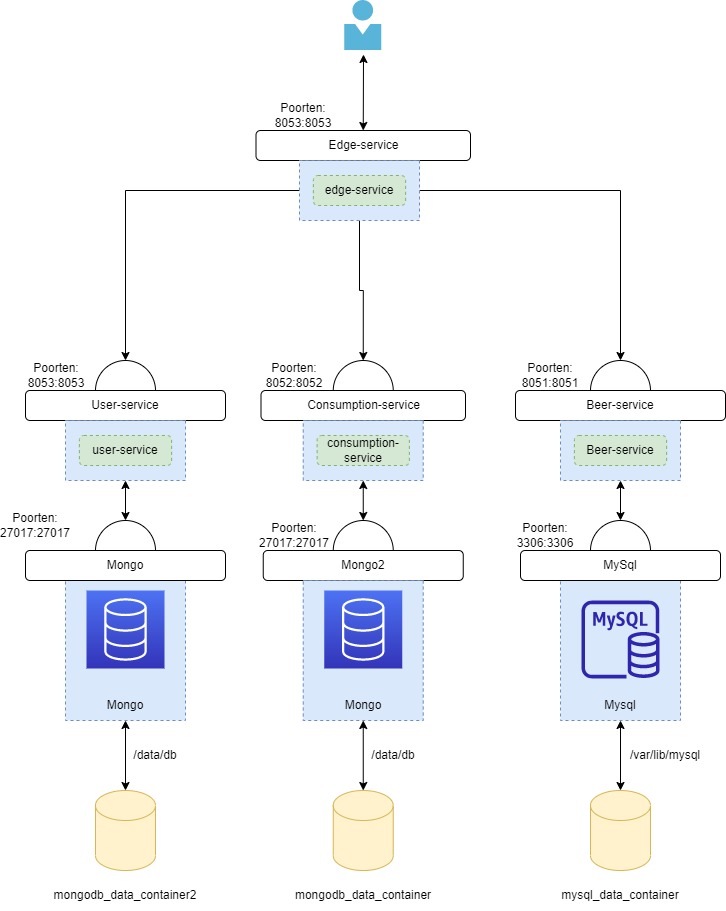 Poorten:
8053:8053
Edge-service
edge-service
Poorten:
8053:8053
User-service
user-service
Poorten:
8052:8052
Consumption-service
consumption-
service
Poorten:
8051:8051
Beer-service
Beer-service
Poorten:
27017:27017
Mongo
Mongo
/data/db
mongodb_data_container2
Poorten:
27017:27017
Mongo2
Mongo
/data/db
mongodb_data_container
Poorten:
3306:3306
MySql
MySQL
Mysql
/var/lib/mysql
mysql_data_container